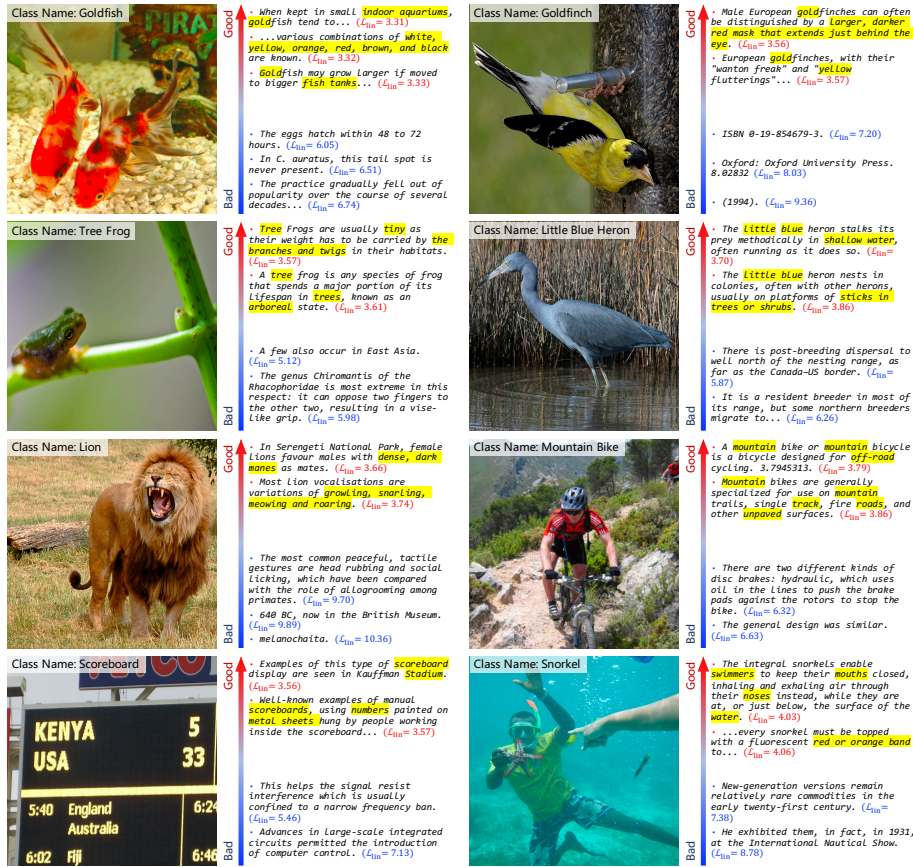 Class Name: Goldfish
Good
Bad
· When kept in small indoor aquariums,
goldfish tend to... (ℒlin= 3.31)
· ...various combinations of white,
yellow, orange, red, brown, and black
are known. (ℒlin= 3.32)
· Goldfish may grow larger if moved
to bigger fish tanks... (ℒlin= 3.33)
· The eggs hatch within 48 to 72
hours. (ℒlin= 6.05)
· In C. auratus, this tail spot is
never present. (ℒlin= 6.51)
· The practice gradually fell out of
popularity over the course of several
decades... (ℒlin= 6.74)
PIRAT
Class Name: Goldfinch
Good
Bad
· Male European goldfinches can often
be distinguished by a larger, darker
red mask that extends just behind the
eye. (ℒlin= 3.56)
· European goldfinches, with their
"wanton freak" and "yellow
flutterings"... (ℒlin= 3.57)
· ISBN 0-19-854679-3. (ℒlin= 7.20)
· Oxford: Oxford University Press.
8.02832 (ℒlin= 8.03)
· (1994). (ℒlin= 9.36)
Class Name: Tree Frog
Good
Bad
· Tree Frogs are usually tiny as
their weight has to be carried by the
branches and twigs in their habitats.
(ℒlin= 3.57)
· A tree frog is any species of frog
that spends a major portion of its
lifespan in trees, known as an
arboreal state. (ℒlin= 3.61)
· A few also occur in East Asia.
(ℒlin= 5.12)
· The genus Chiromantis of the
Rhacophoridae is most extreme in this
respect: it can oppose two fingers to
the other two, resulting in a vise-
like grip. (ℒlin= 5.98)
Class Name: Little Blue Heron
Good
Bad
· The little blue heron stalks its
prey methodically in shallow water,
often running as it does so. (ℒlin=
3.70)
· The little blue heron nests in
colonies, often with other herons,
usually on platforms of sticks in
trees or shrubs. (ℒlin= 3.86)
· There is post-breeding dispersal to
well north of the nesting range, as
far as the Canada-US border. (ℒlin=
5.87)
· It is a resident breeder in most of
its range, but some northern breeders
migrate to... (ℒlin= 6.26)
Class Name: Lion
Good
Bad
· In Serengeti National Park, female
lions favour males with dense, dark
manes as mates. (ℒlin= 3.66)
· Most lion vocalisations are
variations of growling, snarling,
meowing and roaring. (ℒlin= 3.74)
· The most common peaceful, tactile
gestures are head rubbing and social
licking, which have been compared
with the role of allogrooming among
primates. (ℒlin= 9.70)
· 640 BC, now in the British Museum.
(ℒlin= 9.89)
· melanochaita. (ℒlin= 10.36)
Class Name: Mountain Bike
Good
Bad
· A mountain bike or mountain bicycle
is a bicycle designed for off-road
cycling. 3.7945313. (ℒlin= 3.79)
· Mountain bikes are generally
specialized for use on mountain
trails, single track, fire roads, and
other unpaved surfaces. (ℒlin= 3.86)
· There are two different kinds of
disc brakes: hydraulic, which uses
oil in the lines to push the brake
pads against the rotors to stop the
bike. (ℒlin= 6.32)
· The general design was similar.
(ℒlin= 6.63)
Class Name: Scoreboard
KENYA 5
USA 33
5:40 England 6:24
Australia
6:02 Fiji 6:46
Good
Bad
· Examples of this type of scoreboard
display are seen in Kauffman Stadium.
(ℒlin= 3.56)
· Well-known examples of manual
scoreboards, using numbers painted on
metal sheets hung by people working
inside the scoreboard... (ℒlin= 3.57)
· This helps the signal resist
interference which is usually
confined to a narrow frequency ban.
(ℒlin= 5.46)
· Advances in large-scale integrated
circuits permitted the introduction
of computer control. (ℒlin= 7.13)
Class Name: Snorkel
Good
Bad
· The integral snorkels enable
swimmers to keep their mouths closed,
inhaling and exhaling air through
their noses instead, while they are
at, or just below, the surface of the
water. (ℒlin= 4.03)
· ...every snorkel must be topped
with a fluorescent red or orange band
to... (ℒlin= 4.06)
· New-generation versions remain
relatively rare commodities in the
early twenty-first century. (ℒlin=
7.38)
· He exhibited them, in fact, in 1931,
at the International Nautical Show.
(ℒlin= 8.78)